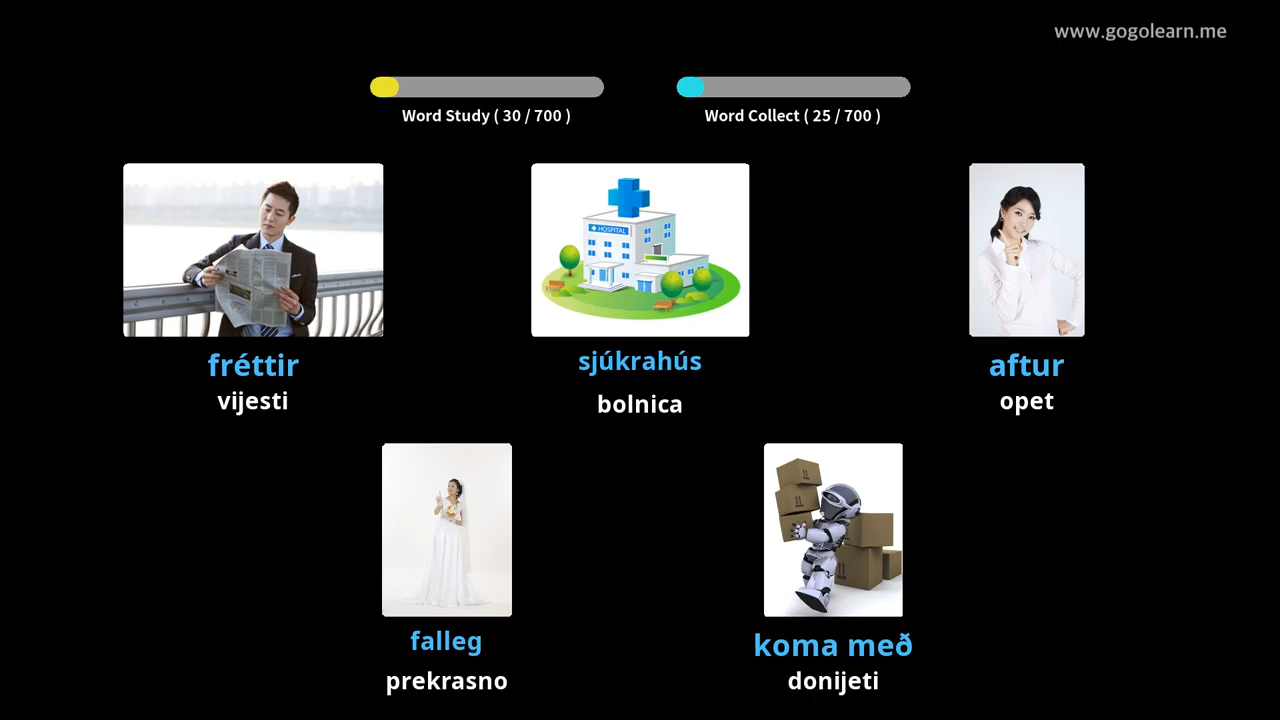 www.gogolearn.me
Word Study ( 30 / 700 )
Word Collect ( 25 / 700 )
HOSPITAL
fréttir
sjúkrahús
aftur
vijesti
bolnica
opet
falleg
koma með
prekrasno
donijeti